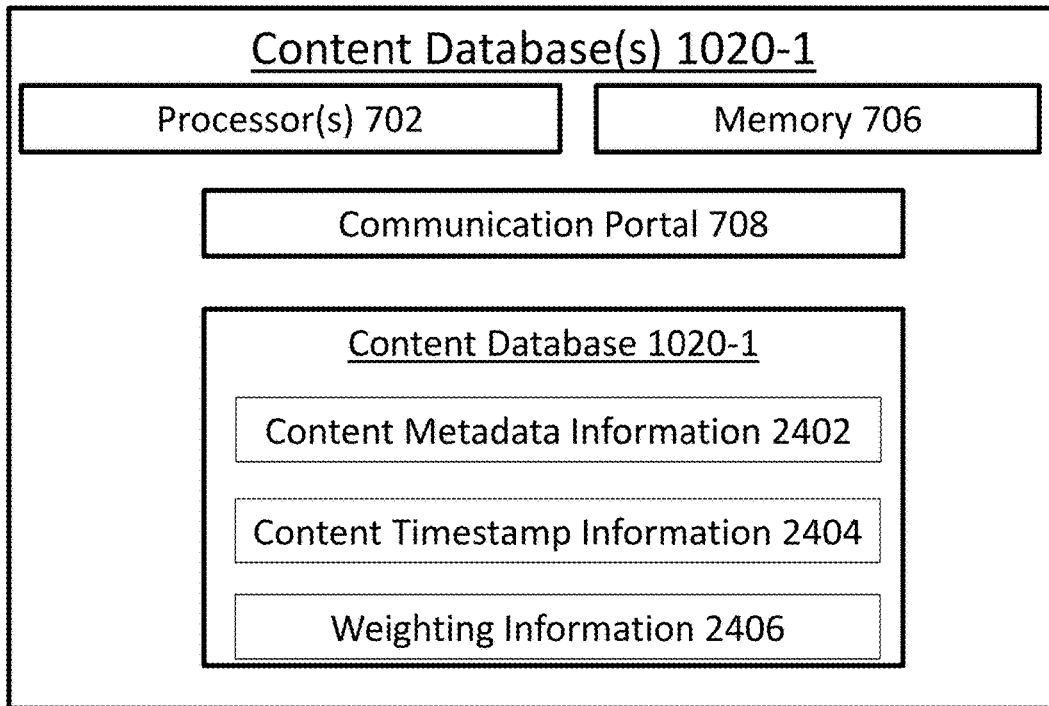 Content Database(s) 1020-1
Processor(s) 702
Memory 706
Communication Portal 708
Content Database 1020-1
Content Metadata Information 2402
Content Timestamp Information 2404
Weighting Information 2406